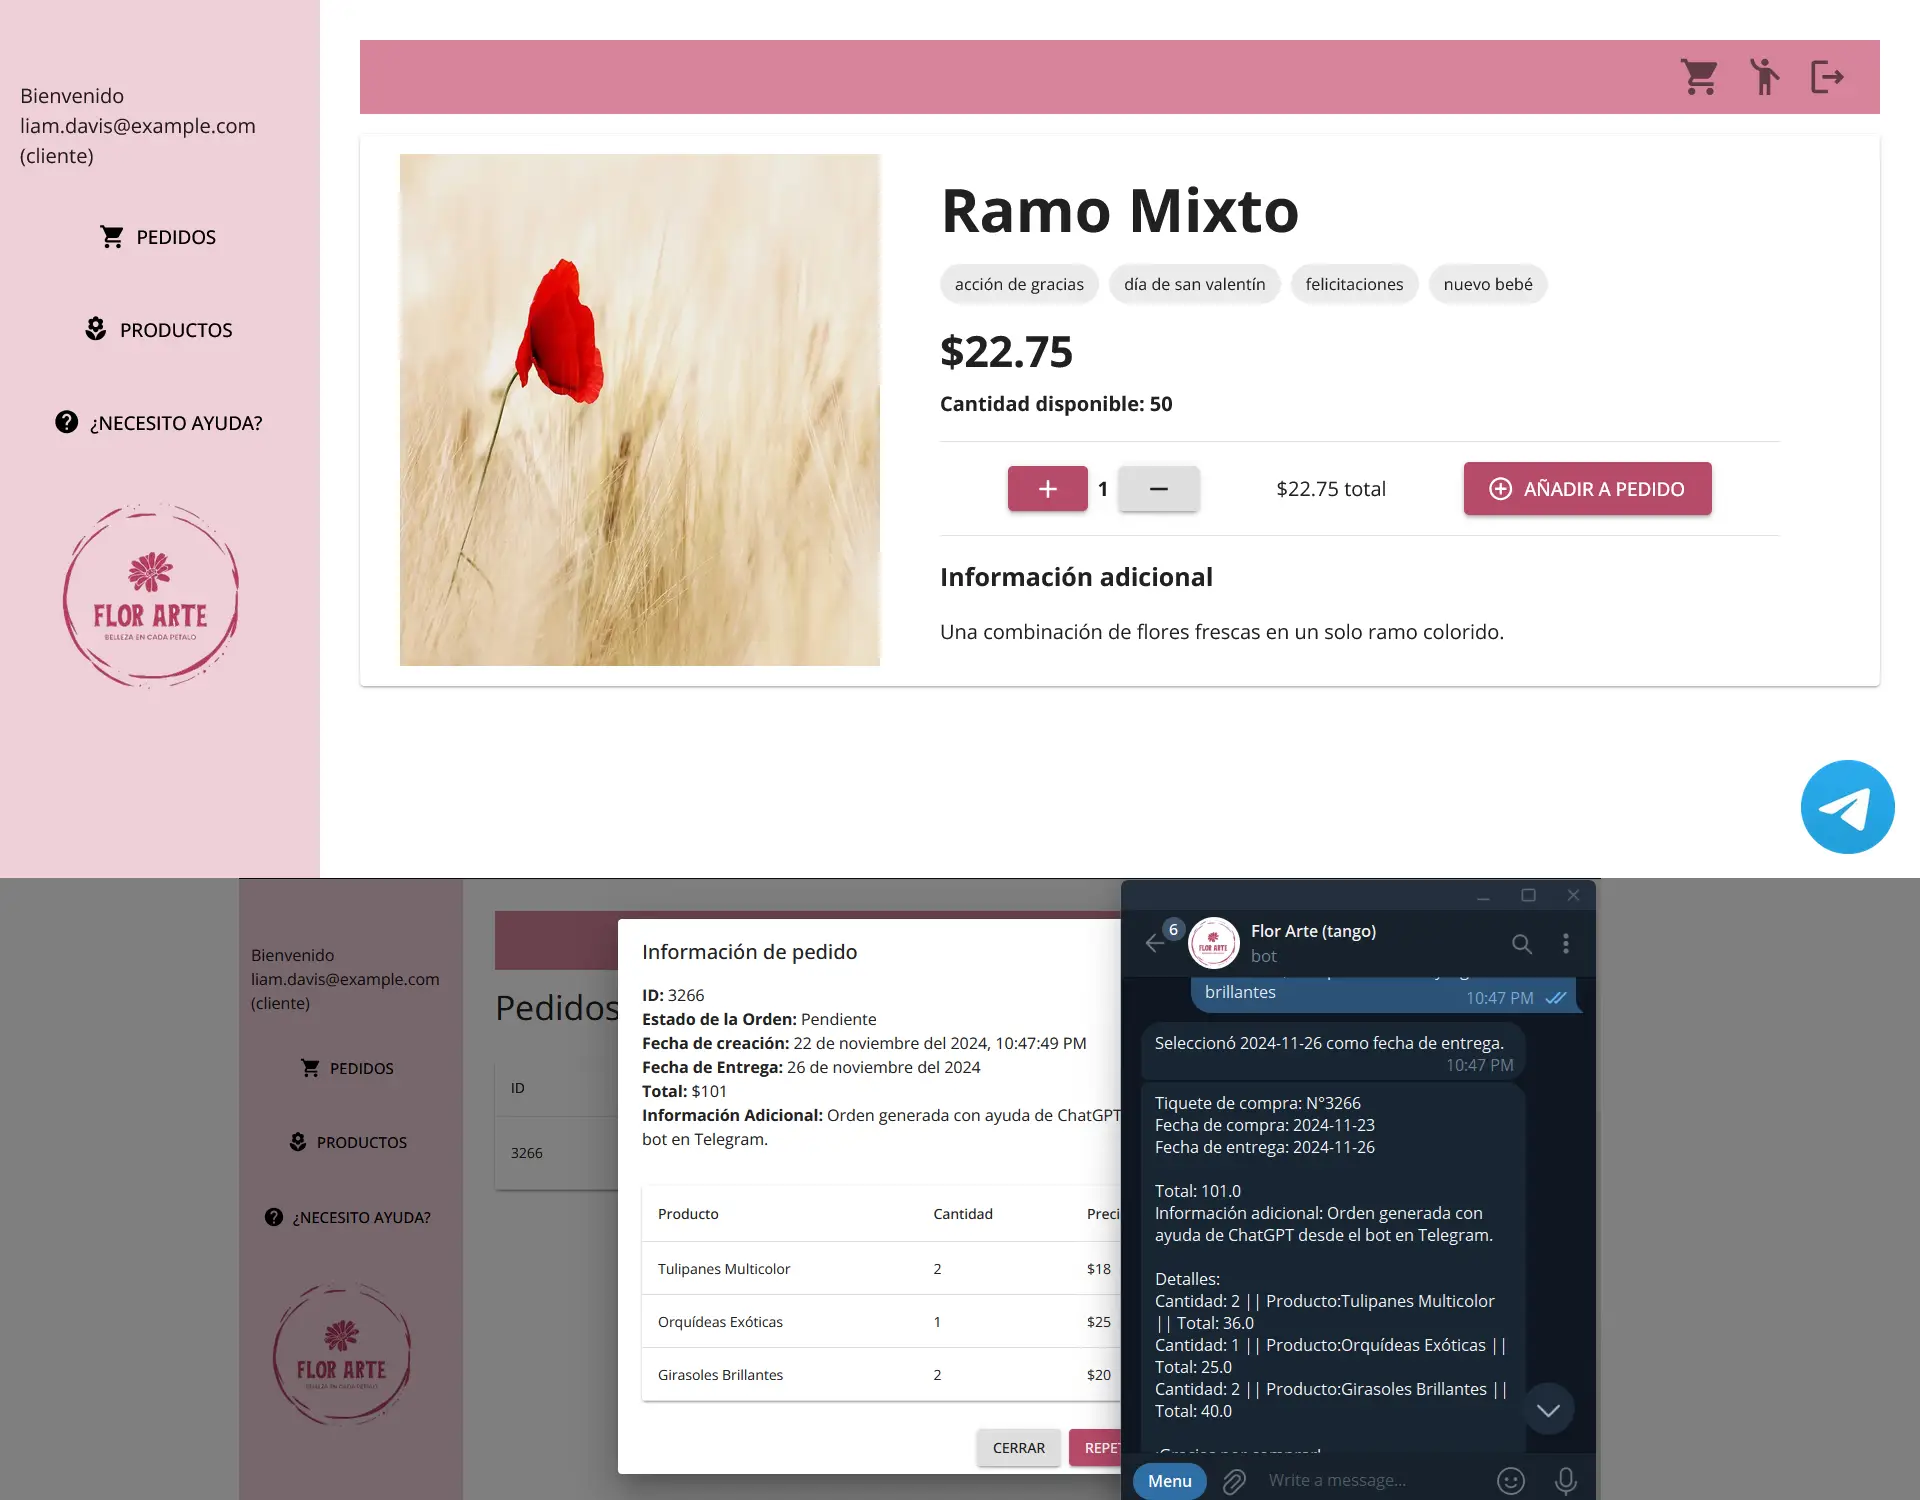 Bienvenido
liam.davis@example.com
(cliente)
PEDIDOS
PRODUCTOS
¿NECESITO AYUDA?
FLOR ARTE
BELLEZA EN CADA PETALO
Ramo Mixto
acción de gracias
día de san valentín
felicitaciones
nuevo bebé
$22.75
Cantidad disponible: 50
+ 1 −
$22.75 total
AÑADIR A PEDIDO
Información adicional
Una combinación de flores frescas en un solo ramo colorido.
Bienvenido
liam.davis@example.com
(cliente)
PEDIDOS
PRODUCTOS
¿NECESITO AYUDA?
FLOR ARTE
BELLEZA EN CADA PETALO
Pedidos
ID
3266
Información de pedido
ID: 3266
Estado de la Orden: Pendiente
Fecha de creación: 22 de noviembre del 2024, 10:47:49 PM
Fecha de Entrega: 26 de noviembre del 2024
Total: $101
Información Adicional: Orden generada con ayuda de ChatGPT
bot en Telegram.
Producto Cantidad Preci
Tulipanes Multicolor 2 $18
Orquídeas Exóticas 1 $25
Girasoles Brillantes 2 $20
CERRAR
REPET
6
Flor Arte (tango)
bot
FLOR ARTE
brillantes
10:47 PM
Seleccionó 2024-11-26 como fecha de entrega.
10:47 PM
Tiquete de compra: N°3266
Fecha de compra: 2024-11-23
Fecha de entrega: 2024-11-26
Total: 101.0
Información adicional: Orden generada con
ayuda de ChatGPT desde el bot en Telegram.
Detalles:
Cantidad: 2 || Producto:Tulipanes Multicolor
|| Total: 36.0
Cantidad: 1 || Producto:Orquídeas Exóticas ||
Total: 25.0
Cantidad: 2 || Producto:Girasoles Brillantes ||
Total: 40.0
Menu
Write a message...